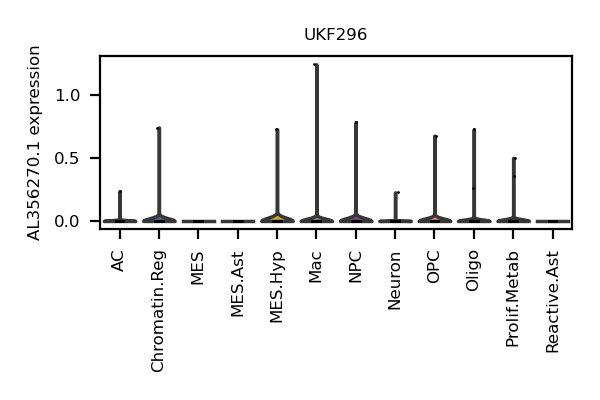 UKF296
AL356270.1 expression
1.0
0.5
0.0
AC
Chromatin.Reg
MES
MES.Ast
MES.Hyp
Mac
NPC
Neuron
OPC
Oligo
Prolif.Metab
Reactive.Ast